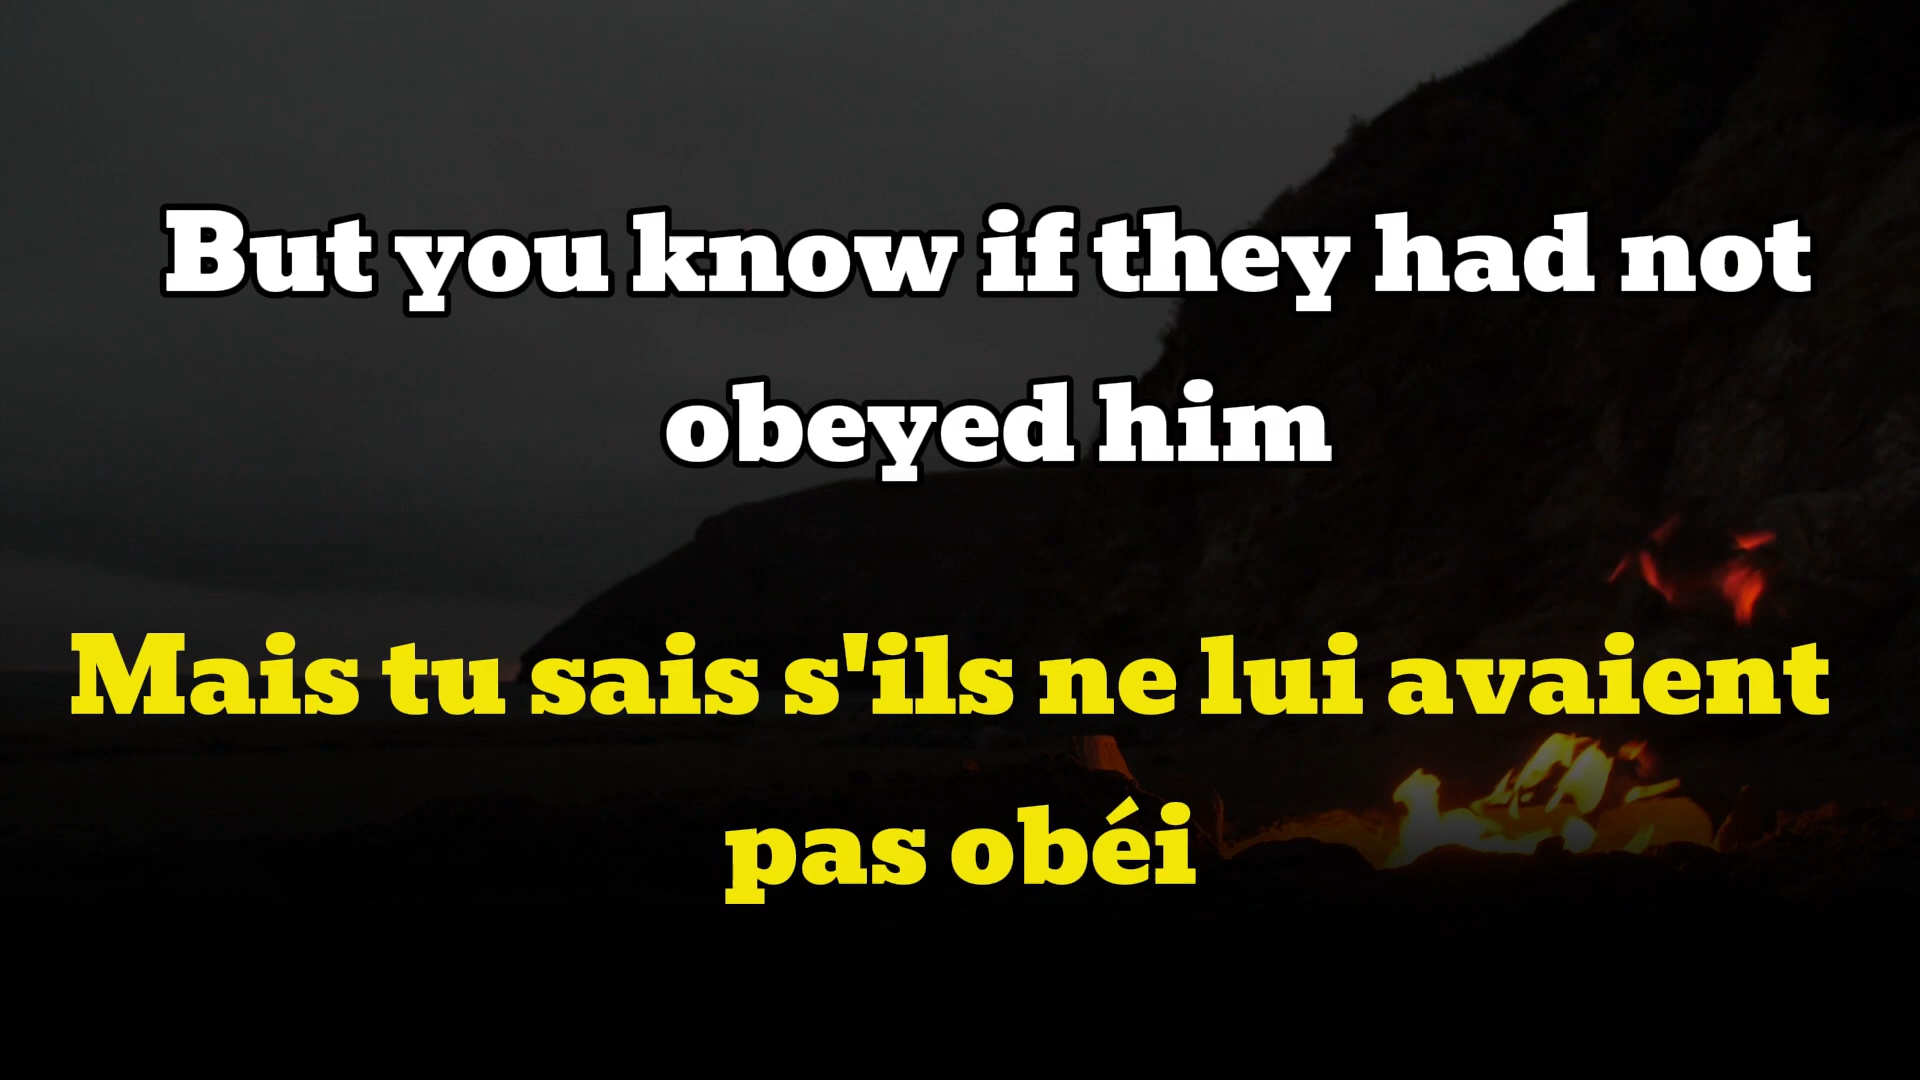 But you know if they had not
obeyed him
Mais tu sais s'ils ne lui avaient
pas obéi